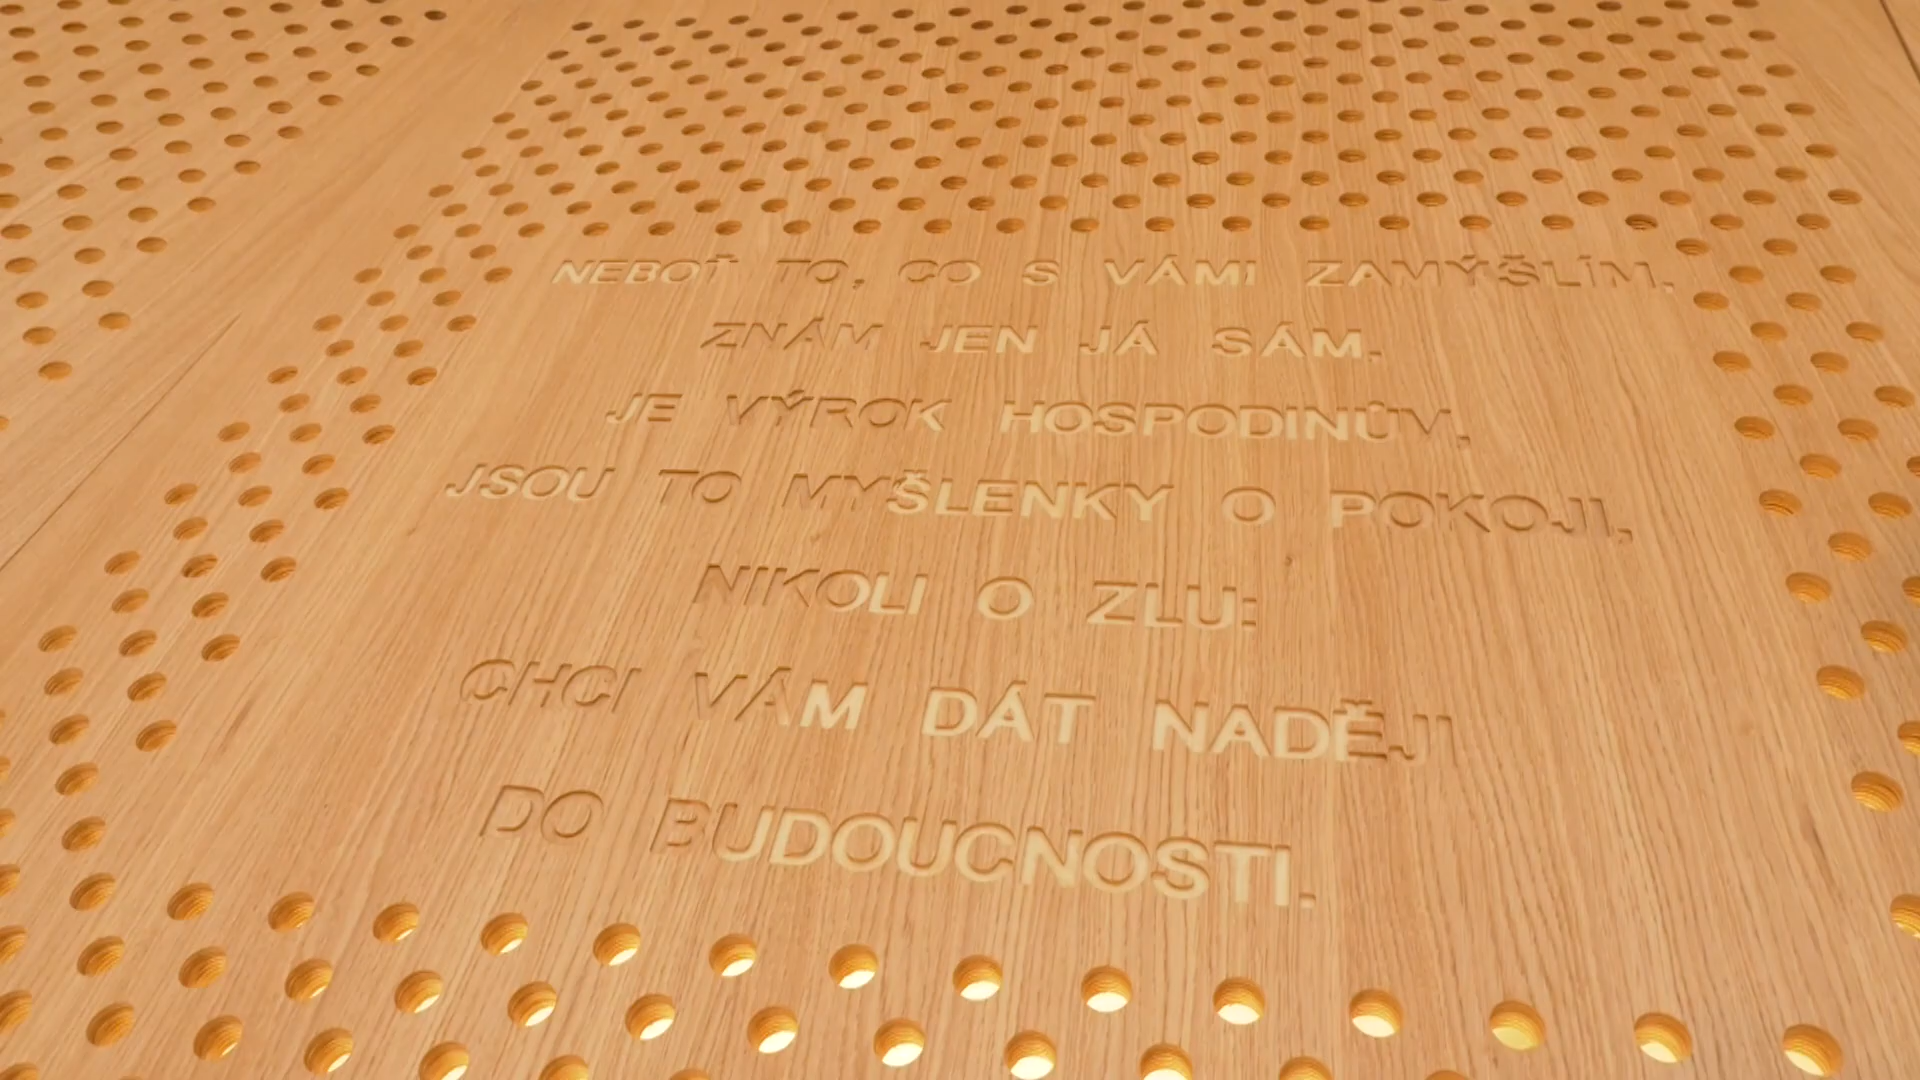 NEBOŤ TO, CO S VÁMI ZAMÝŠLÍM,
ZNÁM JEN JÁ SÁM.
JE VÝROK HOSPODINŮV,
JSOU TO MYŠLENKY O POKOJI,
NIKOLI O ZLU:
CHCI VÁM DÁT NADĚJI
DO BUDOUCNOSTI.